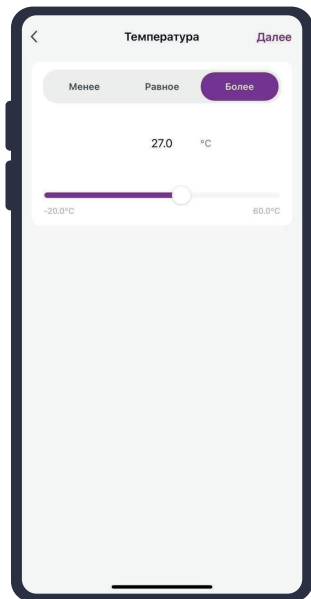 Температура Далее
Менее Равное Более
27.0 °C
-20.0°C 60.0°C